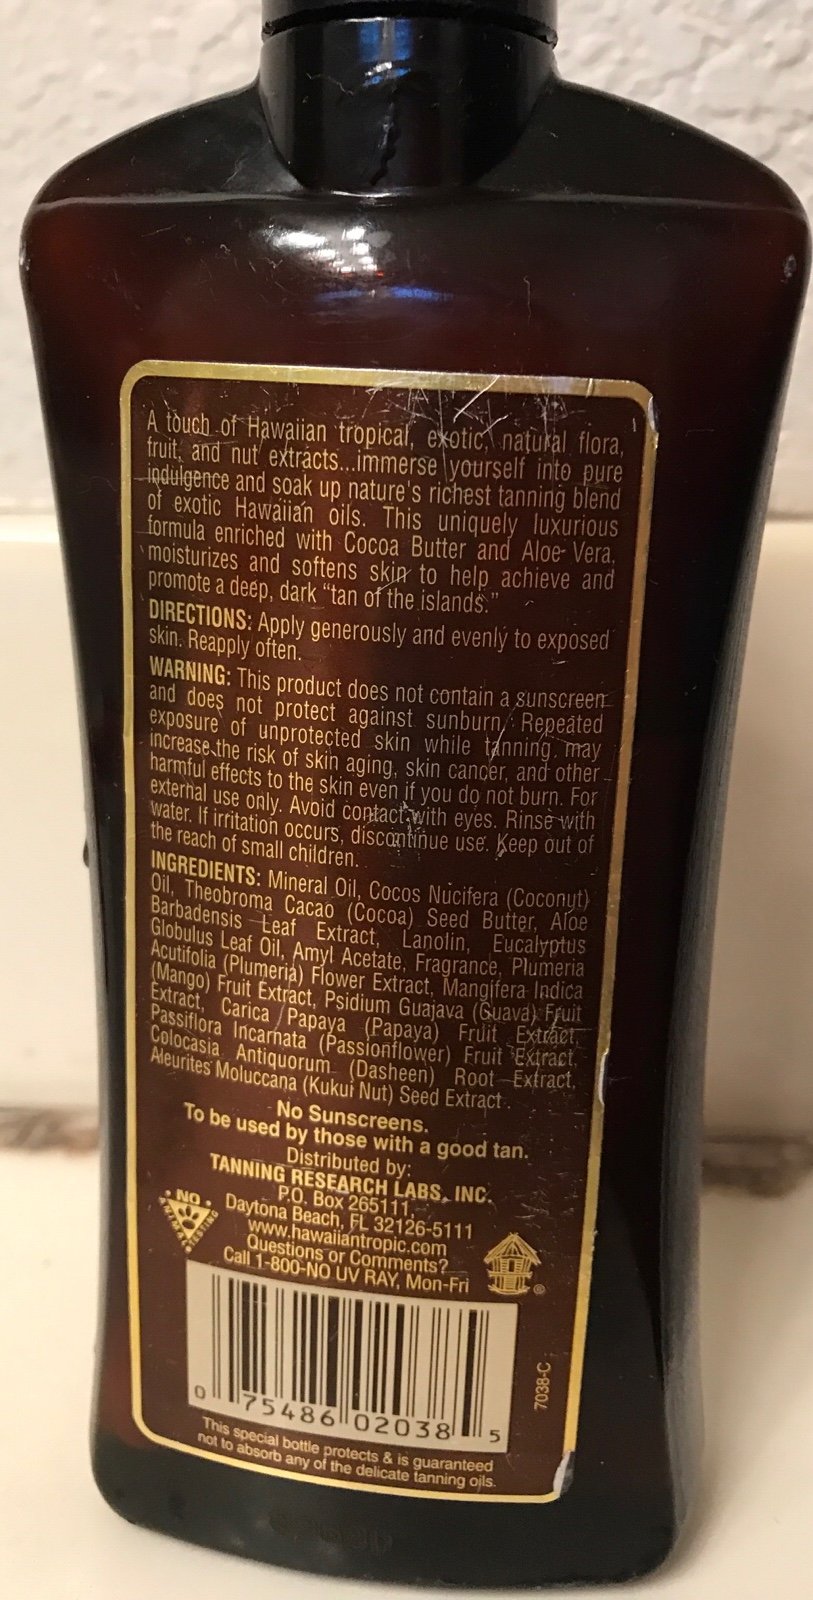 A touch of Hawaiian tropical, exotic, natural flora,
fruit, and nut extracts...immerse yourself into pure
indulgence and soak up nature's richest tanning blend
of exotic Hawaiian oils. This uniquely luxurious
formula enriched with Cocoa Butter and Aloe Vera,
moisturizes and softens skin to help achieve and
promote a deep, dark "tan of the islands."
DIRECTIONS: Apply generously and evenly to exposed
skin. Reapply often.
WARNING: This product does not contain a sunscreen
and does not protect against sunburn. Repeated
exposure of unprotected skin while tanning may
increase the risk of skin aging, skin cancer, and other
harmful effects to the skin even if you do not burn. For
external use only. Avoid contact with eyes. Rinse with
water. If irritation occurs, discontinue use. Keep out of
the reach of small children.
INGREDIENTS: Mineral Oil, Cocos Nucifera (Coconut)
Oil, Theobroma Cacao (Cocoa) Seed Butter, Aloe
Barbadensis Leaf Extract, Lanolin, Eucalyptus
Globulus Leaf Oil, Amyl Acetate, Fragrance, Plumeria
Acutifolia (Plumeria) Flower Extract, Mangifera Indica
(Mango) Fruit Extract, Psidium Guajava (Guava) Fruit
Extract, Carica Papaya (Papaya) Fruit Extract,
Passiflora Incarnata (Passionflower) Fruit Extract,
Colocasia Antiquorum (Dasheen) Root Extract,
Aleurites Moluccana (Kukui Nut) Seed Extract.
No Sunscreens.
To be used by those with a good tan.
Distributed by:
TANNING RESEARCH LABS, INC.
P.O. Box 265111,
Daytona Beach, FL 32126-5111
www.hawaiiantropic.com
Questions or Comments?
Call 1-800-NO UV RAY, Mon-Fri
NO
ANIMAL TESTING
®
7038-C
0 75486 02038 5
This special bottle protects & is guaranteed
not to absorb any of the delicate tanning oils.